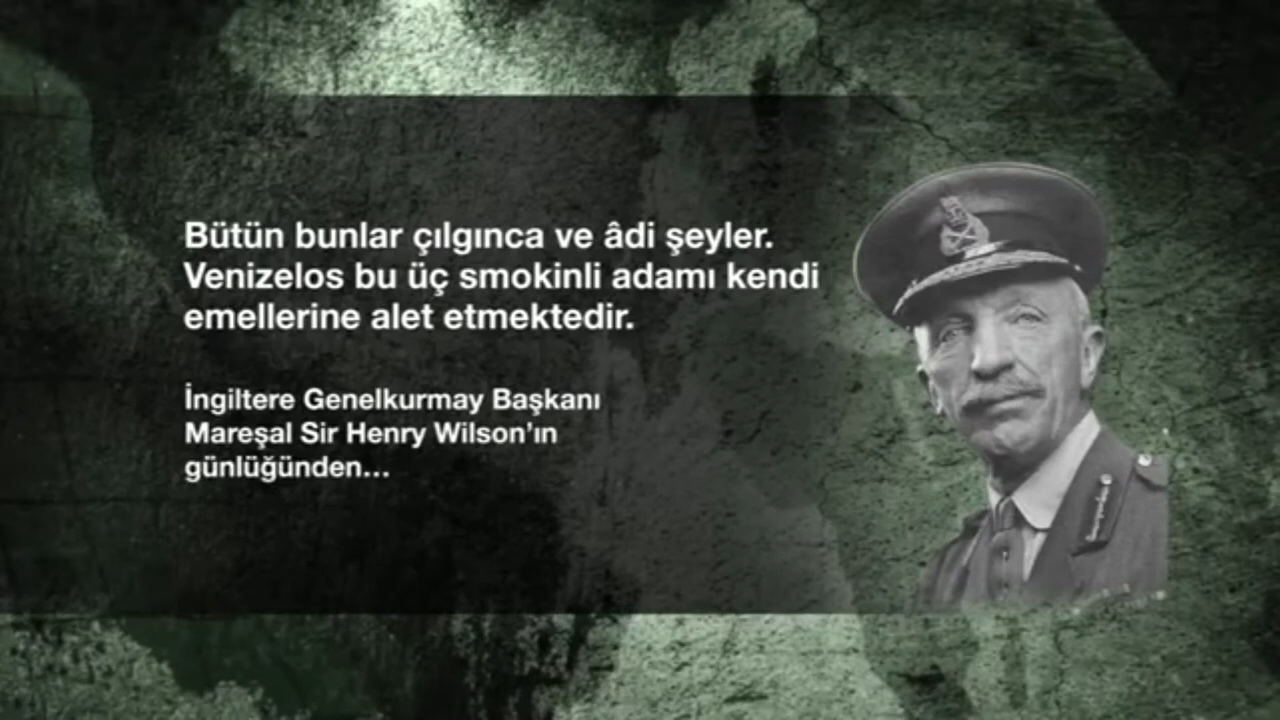 Bütün bunlar çılgınca ve âdi şeyler.
Venizelos bu üç smokinli adamı kendi
emellerine alet etmektedir.
İngiltere Genelkurmay Başkanı
Mareşal Sir Henry Wilson’ın
günlüğünden...